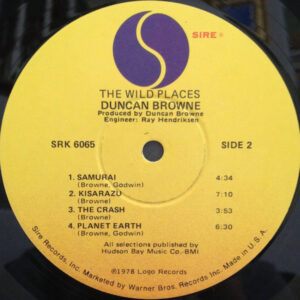 SIRE®
THE WILD PLACES
DUNCAN BROWNE
Produced by Duncan Browne
Engineer: Ray Hendriksen
SRK 6065
SIDE 2
1. SAMURAI 4:34
(Browne, Godwin)
2. KISARAZU 7:10
(Browne)
3. THE CRASH 3:53
(Browne, Godwin)
4. PLANET EARTH 6:30
(Browne, Godwin)
All selections published by
Hudson Bay Music Co.-BMI
℗1978 Logo Records
Sire Records, Inc. Marketed by Warner Bros. Records Inc. Made in U.S.A.